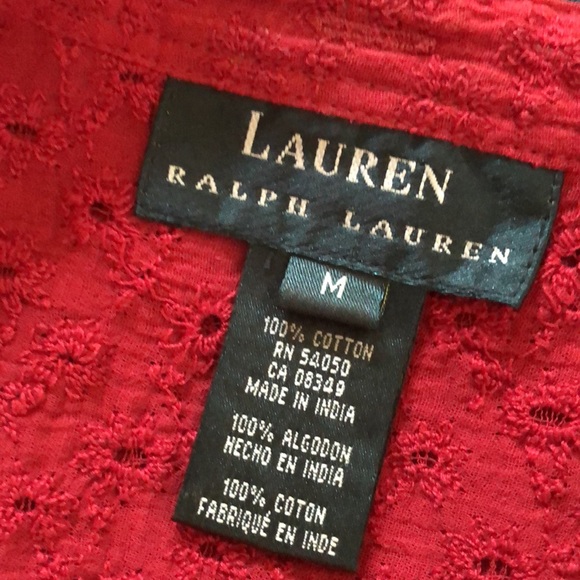 LAUREN
RALPH LAUREN
M
100% COTTON
RN 54050
CA 08349
MADE IN INDIA
100% ALGODON
HECHO EN INDIA
100% COTON
FABRIQUÉ EN INDE